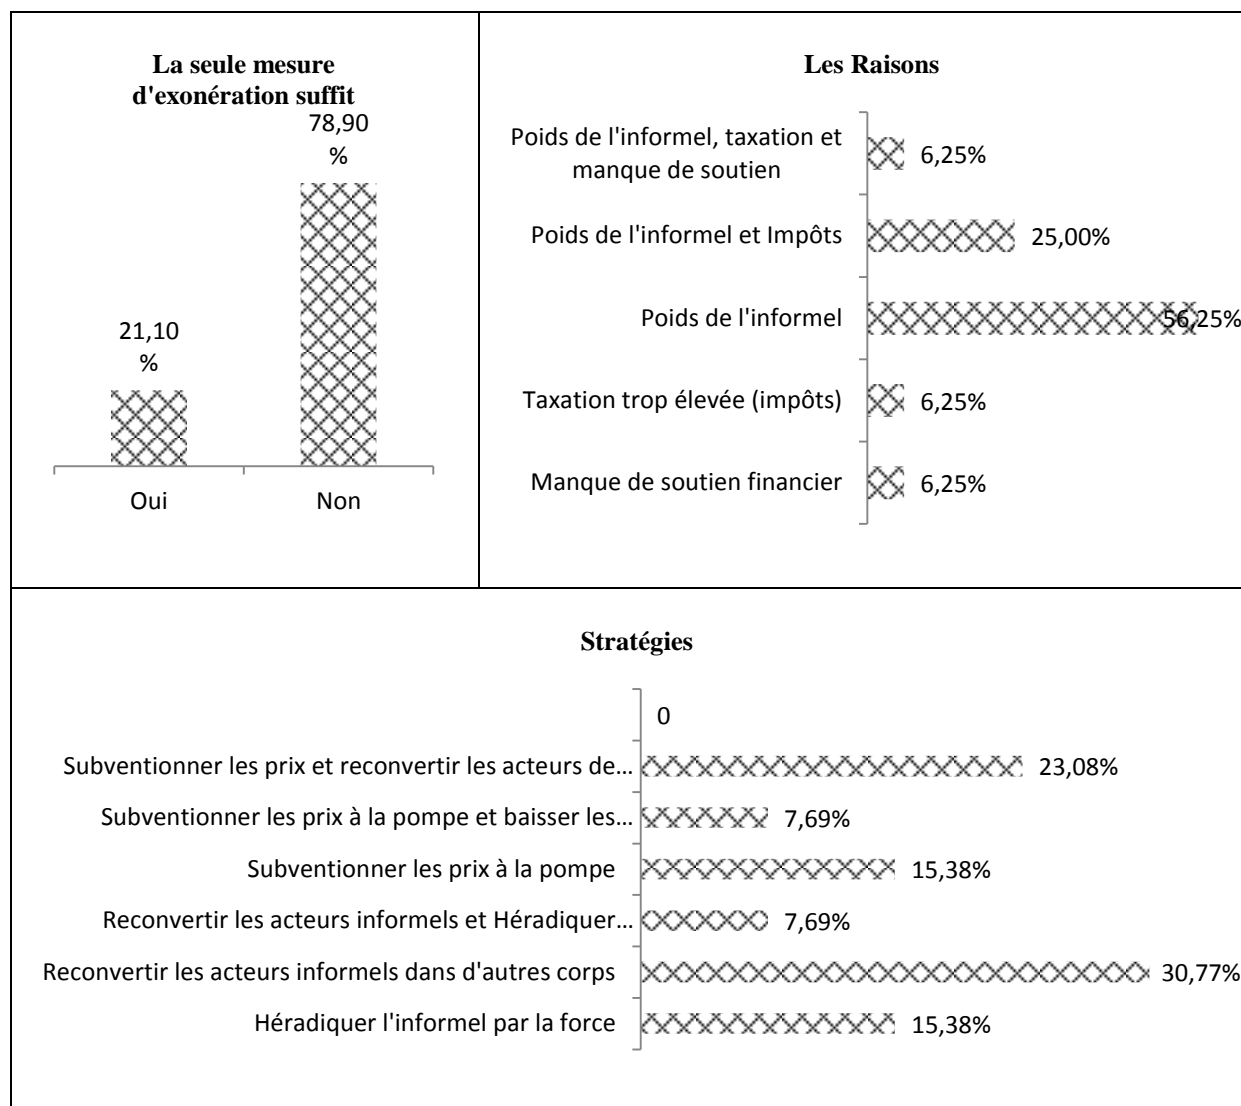 La seule mesure
d'exonération suffit
78,90
%
21,10
%
Oui
Non
Les Raisons
Poids de l'informel, taxation et
manque de soutien
6,25%
Poids de l'informel et Impôts
25,00%
Poids de l'informel
56,25%
Taxation trop élevée (impôts)
6,25%
Manque de soutien financier
6,25%
Stratégies
0
Subventionner les prix et reconvertir les acteurs de...
23,08%
Subventionner les prix à la pompe et baisser les...
7,69%
Subventionner les prix à la pompe
15,38%
Reconvertir les acteurs informels et Héradiquer...
7,69%
Reconvertir les acteurs informels dans d'autres corps
30,77%
Héradiquer l'informel par la force
15,38%